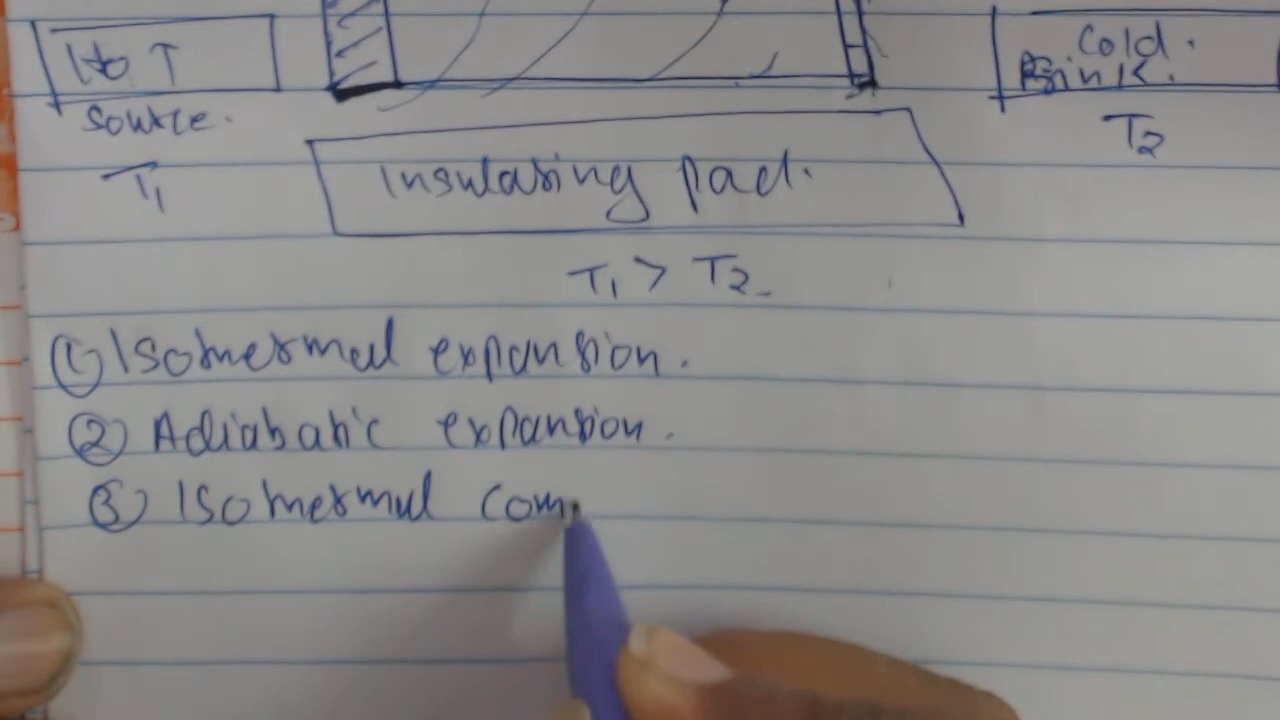 HoT
source.
T1
Cold.
Sink.
T2
Insulating pad.
T1 > T2
① Isothermal expansion.
② Adiabatic expansion.
③ Isothermal com